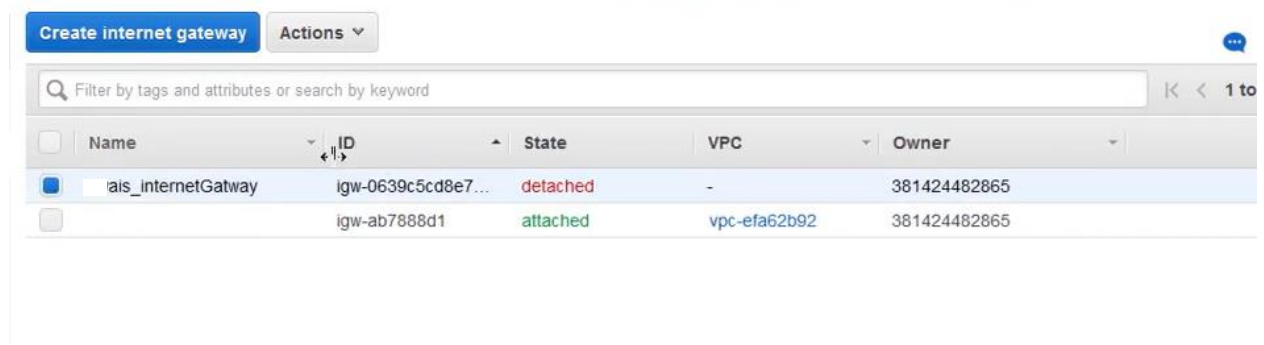 Create internet gateway Actions
Filter by tags and attributes or search by keyword 1 to
Name ID State VPC Owner
ais_internetGatway igw-0639c5cd8e7... detached - 381424482865
igw-ab7888d1 attached vpc-efa62b92 381424482865